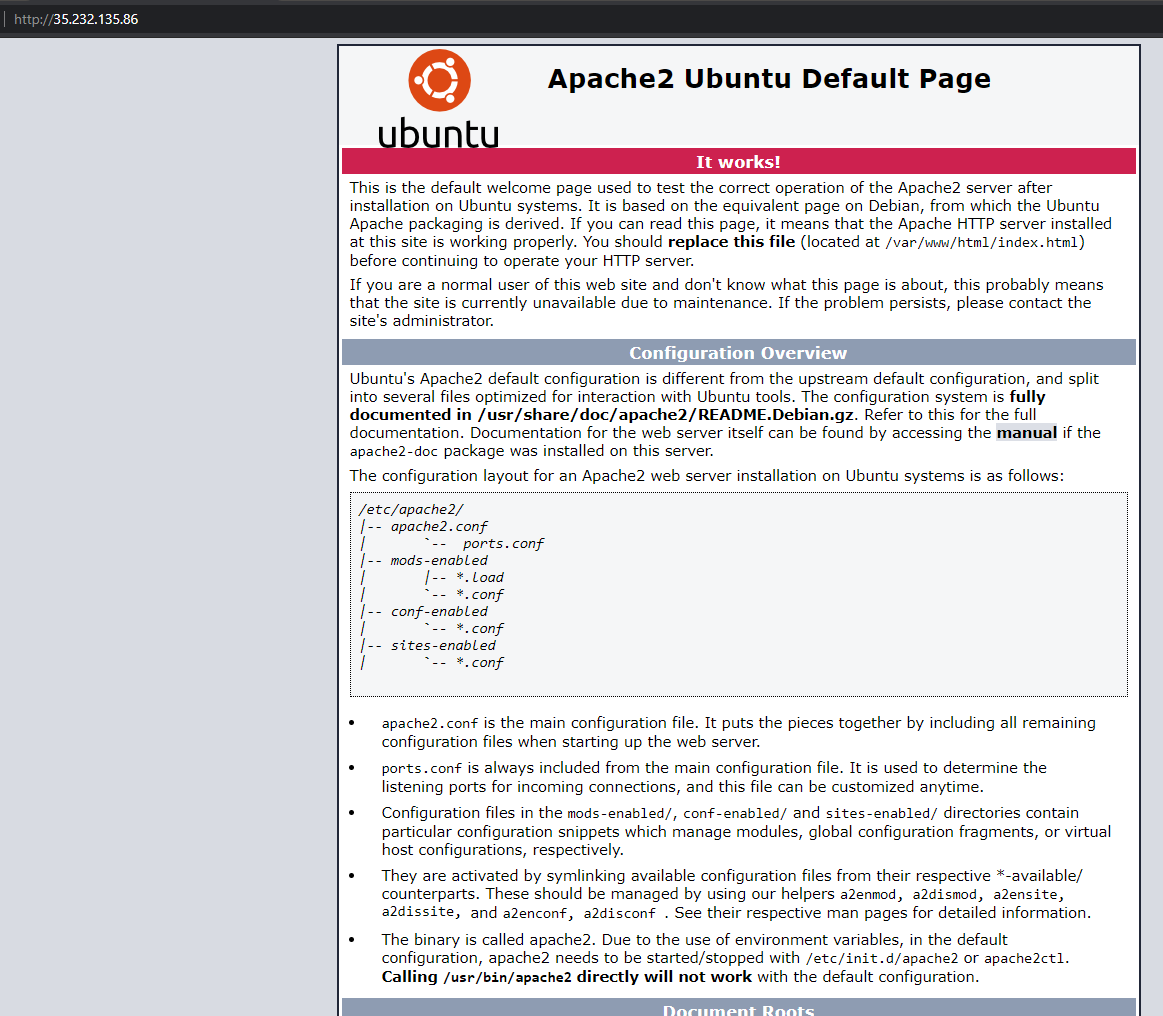 http://35.232.135.86
ubuntu
Apache2 Ubuntu Default Page
It works!
This is the default welcome page used to test the correct operation of the Apache2 server after
installation on Ubuntu systems. It is based on the equivalent page on Debian, from which the Ubuntu
Apache packaging is derived. If you can read this page, it means that the Apache HTTP server installed
at this site is working properly. You should replace this file (located at /var/www/html/index.html)
before continuing to operate your HTTP server.
If you are a normal user of this web site and don't know what this page is about, this probably means
that the site is currently unavailable due to maintenance. If the problem persists, please contact the
site's administrator.
Configuration Overview
Ubuntu's Apache2 default configuration is different from the upstream default configuration, and split
into several files optimized for interaction with Ubuntu tools. The configuration system is fully
documented in /usr/share/doc/apache2/README.Debian.gz. Refer to this for the full
documentation. Documentation for the web server itself can be found by accessing the manual if the
apache2-doc package was installed on this server.
The configuration layout for an Apache2 web server installation on Ubuntu systems is as follows:
/etc/apache2/
|-- apache2.conf
|       `--  ports.conf
|-- mods-enabled
|       |-- *.load
|       `-- *.conf
|-- conf-enabled
|       `-- *.conf
|-- sites-enabled
|       `-- *.conf
• apache2.conf is the main configuration file. It puts the pieces together by including all remaining
configuration files when starting up the web server.
• ports.conf is always included from the main configuration file. It is used to determine the
listening ports for incoming connections, and this file can be customized anytime.
• Configuration files in the mods-enabled/, conf-enabled/ and sites-enabled/ directories contain
particular configuration snippets which manage modules, global configuration fragments, or virtual
host configurations, respectively.
• They are activated by symlinking available configuration files from their respective *-available/
counterparts. These should be managed by using our helpers a2enmod, a2dismod, a2ensite,
a2dissite, and a2enconf, a2disconf . See their respective man pages for detailed information.
• The binary is called apache2. Due to the use of environment variables, in the default
configuration, apache2 needs to be started/stopped with /etc/init.d/apache2 or apache2ctl.
Calling /usr/bin/apache2 directly will not work with the default configuration.
Document Roots